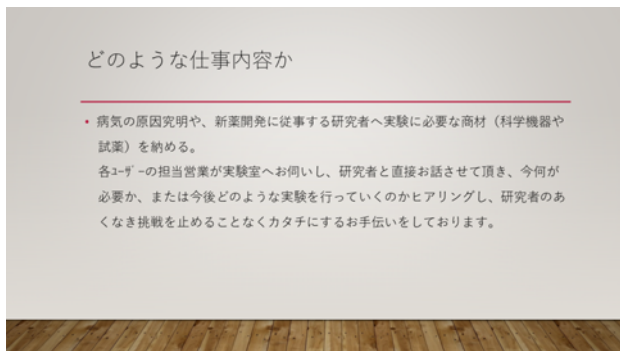 どのような仕事内容か
• 病気の原因究明や、新薬開発に従事する研究者へ実験に必要な商材（科学機器や
試薬）を納める。
各ﾕｰｻﾞｰの担当営業が実験室へお伺いし、研究者と直接お話させて頂き、今何が
必要か、または今後どのような実験を行っていくのかヒアリングし、研究者のあ
くなき挑戦を止めることなくカタチにするお手伝いをしております。